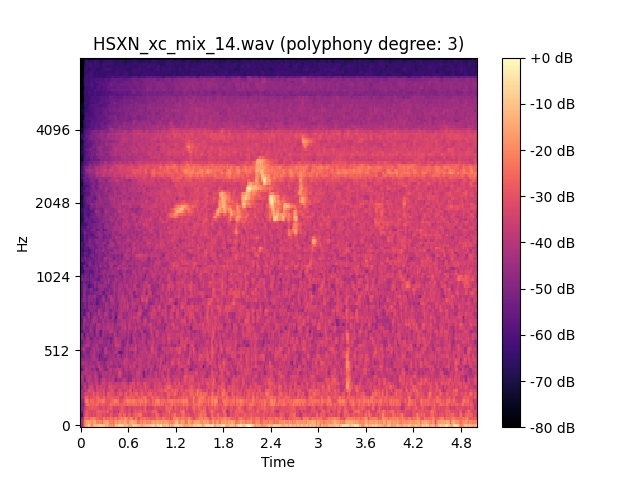 HSXN_xc_mix_14.wav (polyphony degree: 3)
Hz
4096
2048
1024
512
0
0 0.6 1.2 1.8 2.4 3 3.6 4.2 4.8
Time
+0 dB
-10 dB
-20 dB
-30 dB
-40 dB
-50 dB
-60 dB
-70 dB
-80 dB